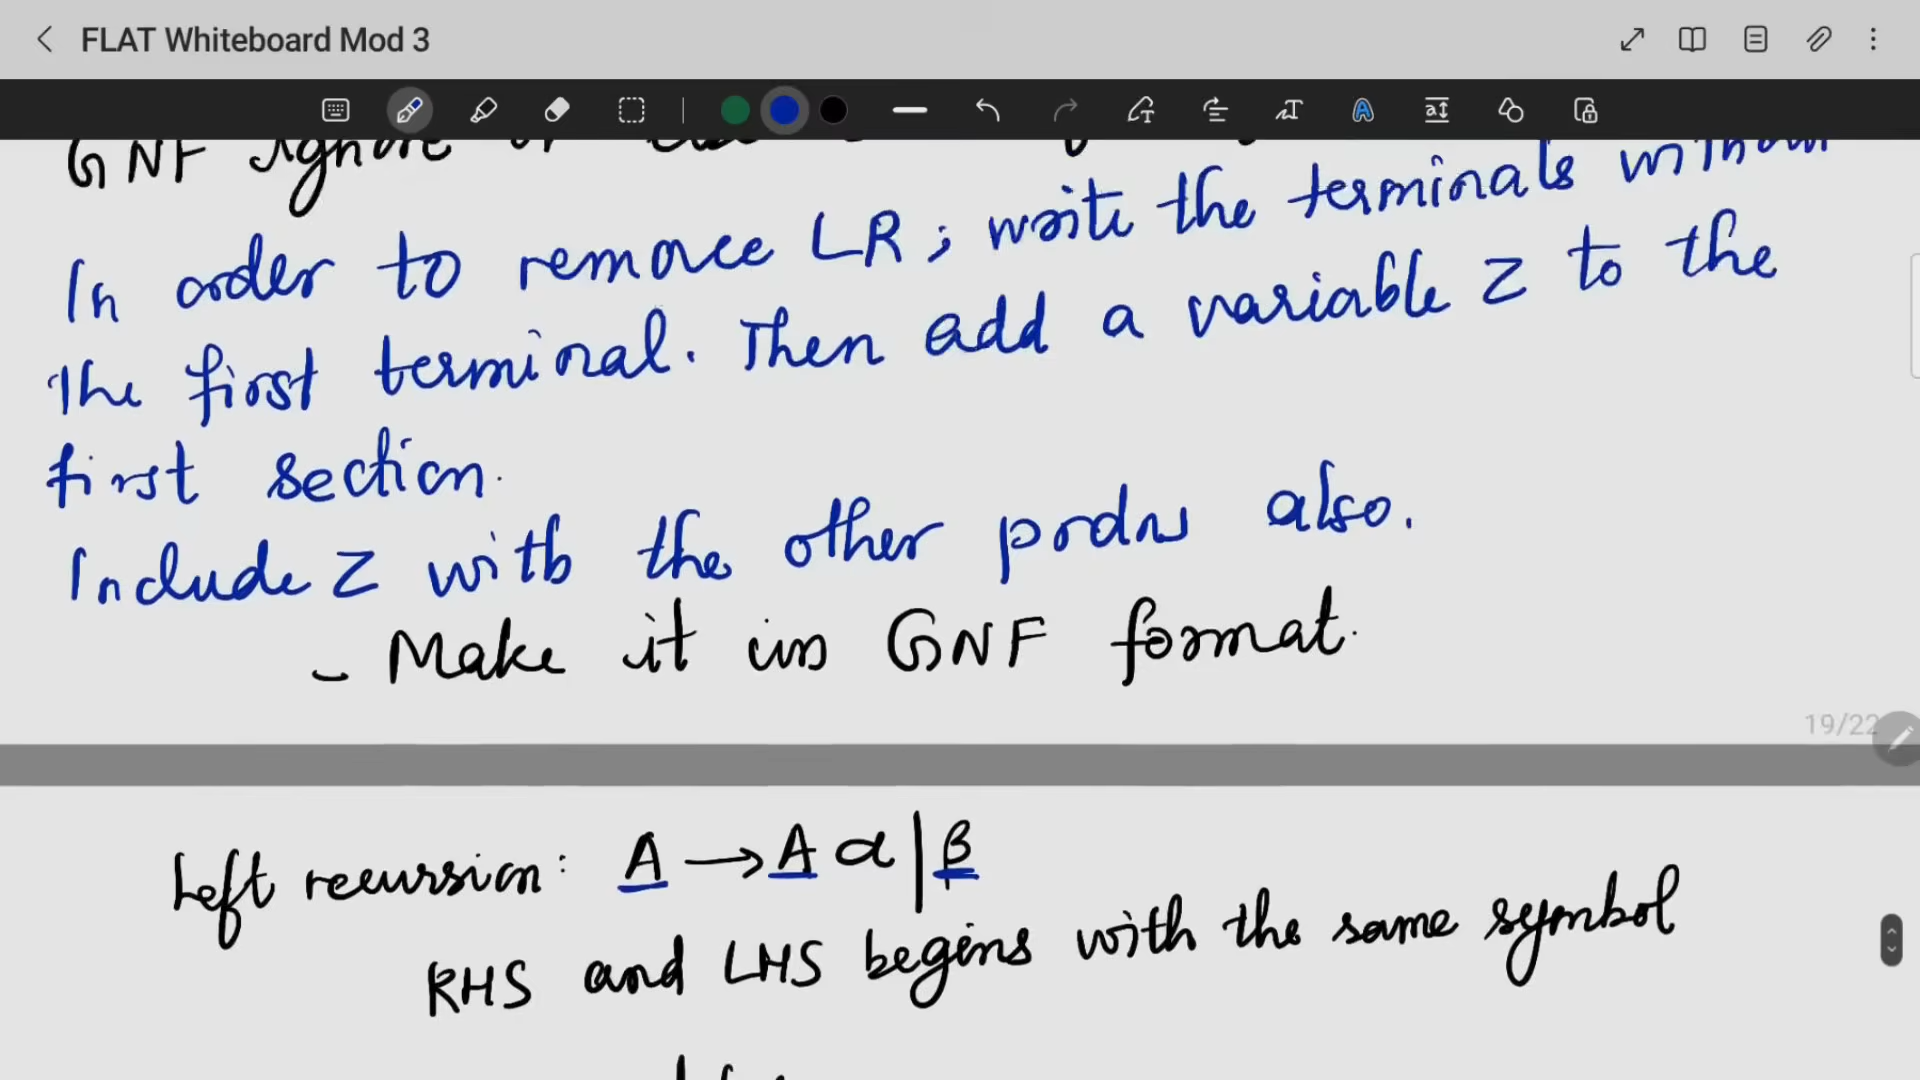 FLAT Whiteboard Mod 3
GNF
In order to remove LR; write the terminals without
the first terminal. Then add a variable Z to the
first section.
Include Z with the other prodns also.
- Make it in GNF format.
19/22
Left recursion: A → A α | β
RHS and LHS begins with the same symbol